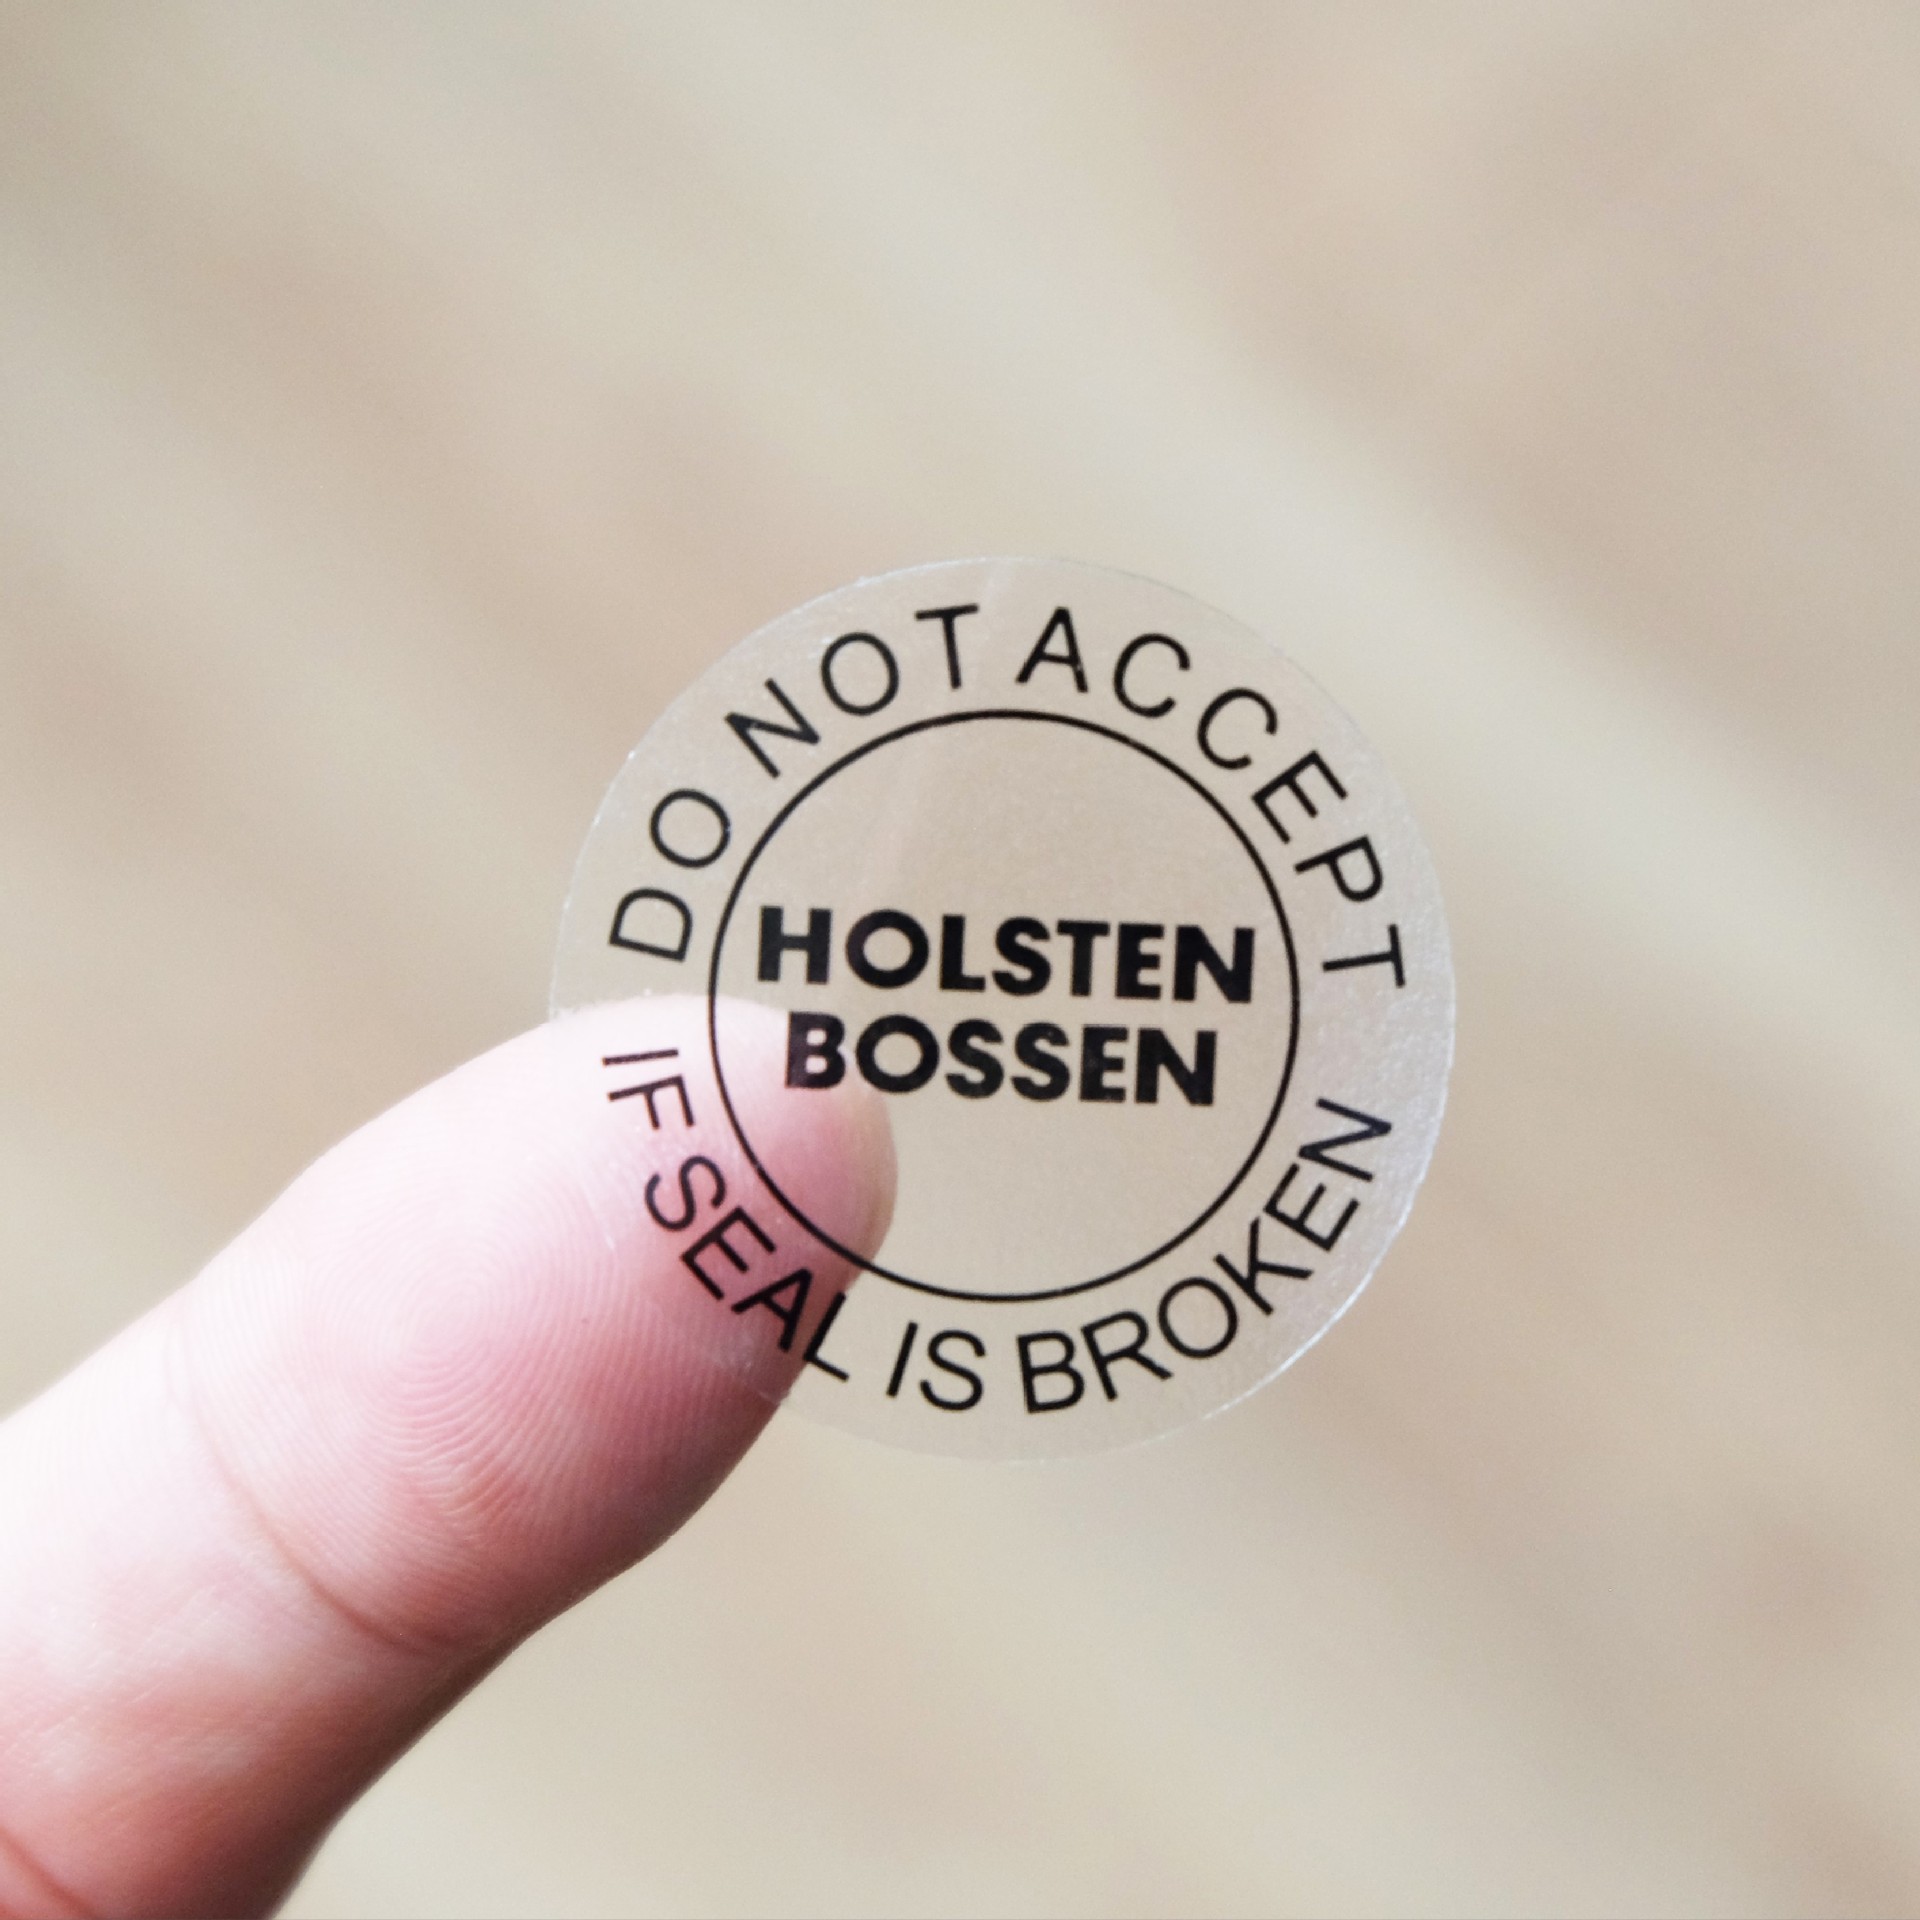 DO NOT ACCEPT
HOLSTEN
BOSSEN
IF SEAL IS BROKEN